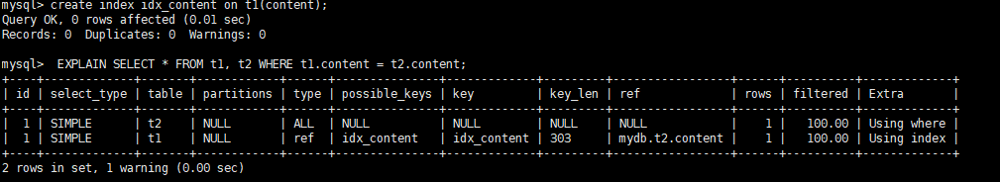 mysql> create index idx_content on t1(content);
Query OK, 0 rows affected (0.01 sec)
Records: 0  Duplicates: 0  Warnings: 0

mysql>  EXPLAIN SELECT * FROM t1, t2 WHERE t1.content = t2.content;
+----+-------------+-------+------------+------+---------------+-------------+---------+-----------------+------+----------+-------------+
| id | select_type | table | partitions | type | possible_keys | key         | key_len | ref             | rows | filtered | Extra       |
+----+-------------+-------+------------+------+---------------+-------------+---------+-----------------+------+----------+-------------+
|  1 | SIMPLE      | t2    | NULL       | ALL  | NULL          | NULL        | NULL    | NULL            |    1 |   100.00 | Using where |
|  1 | SIMPLE      | t1    | NULL       | ref  | idx_content   | idx_content | 303     | mydb.t2.content |    1 |   100.00 | Using index |
+----+-------------+-------+------------+------+---------------+-------------+---------+-----------------+------+----------+-------------+
2 rows in set, 1 warning (0.00 sec)